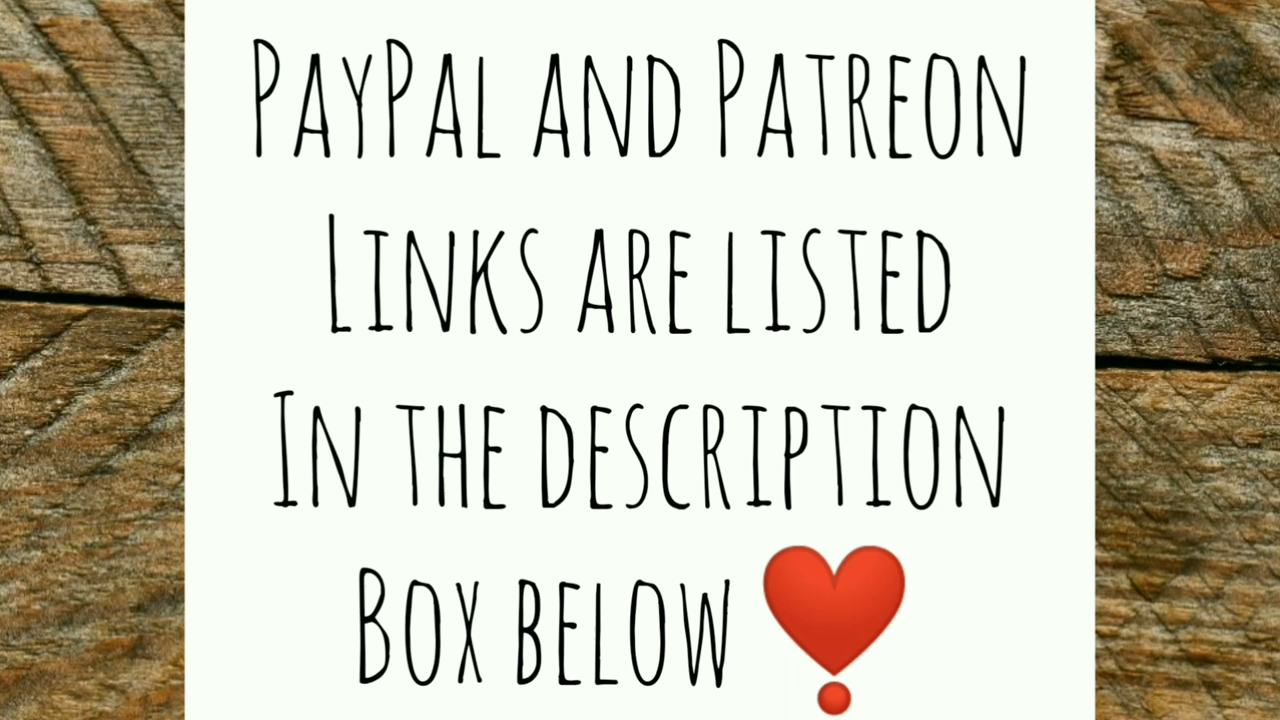 PayPal and Patreon
Links are listed
In the description
Box below ❣️